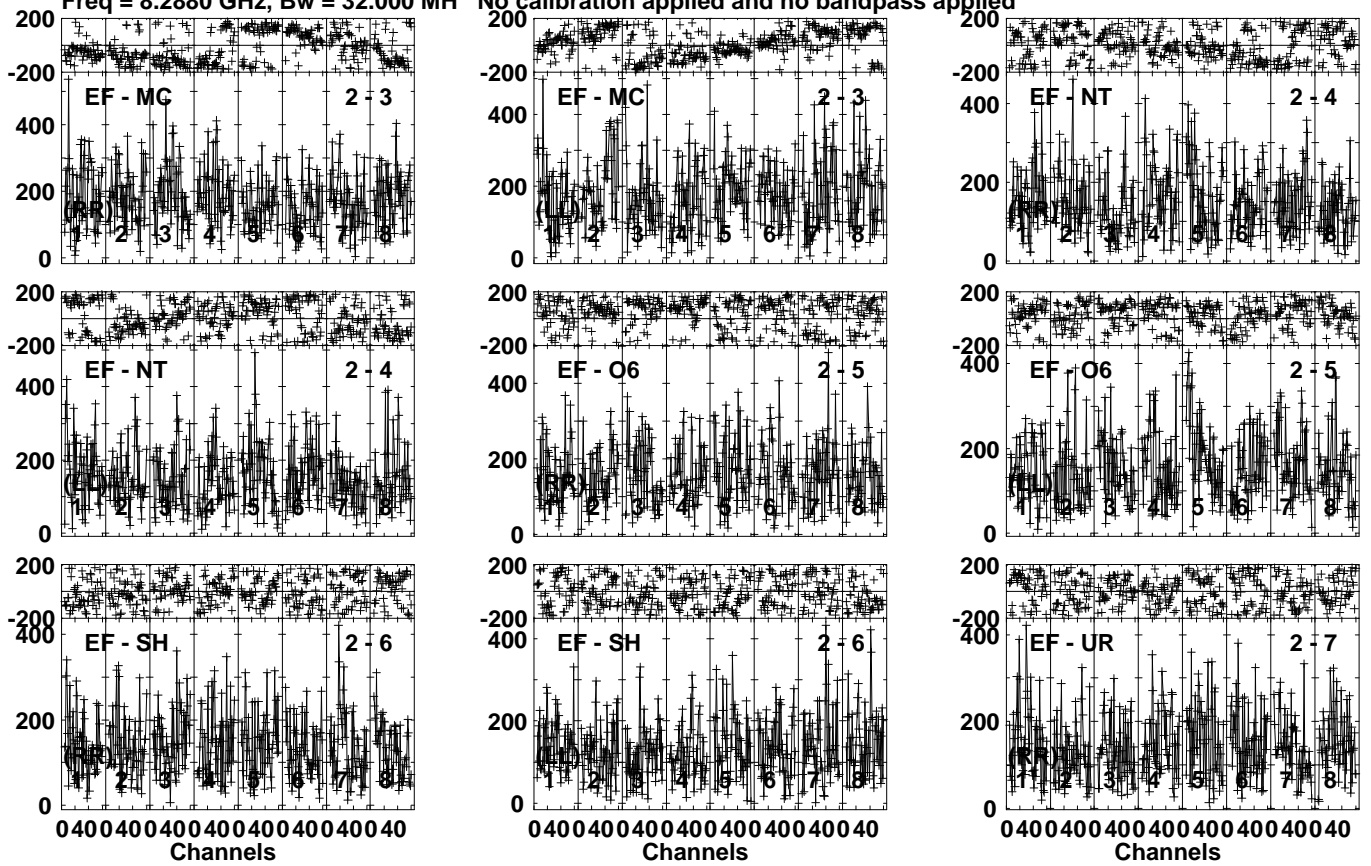 Freq = 8.2880 GHz, Bw = 32.000 MH No calibration applied and no bandpass applied
200
-200
EF - MC 2 - 3
400
200
0
(RR)
1 2 3 4 5 6 7 8
200
-200
EF - MC 2 - 3
400
200
0
(LL)
1 2 3 4 5 6 7 8
200
-200
EF - NT 2 - 4
400
200
0
(RR)
1 2 3 4 5 6 7 8
200
-200
EF - NT 2 - 4
400
200
0
(LL)
1 2 3 4 5 6 7 8
200
-200
EF - O6 2 - 5
400
200
0
(RR)
1 2 3 4 5 6 7 8
200
-200
EF - O6 2 - 5
400
200
0
(LL)
1 2 3 4 5 6 7 8
200
-200
EF - SH 2 - 6
400
200
0
(RR)
1 2 3 4 5 6 7 8
0 40 0 40 0 40 0 40 0 40 0 40 0 40 0 40
Channels
200
-200
EF - SH 2 - 6
400
200
0
(LL)
1 2 3 4 5 6 7 8
0 40 0 40 0 40 0 40 0 40 0 40 0 40 0 40
Channels
200
-200
EF - UR 2 - 7
400
200
0
(RR)
1 2 3 4 5 6 7 8
0 40 0 40 0 40 0 40 0 40 0 40 0 40 0 40
Channels